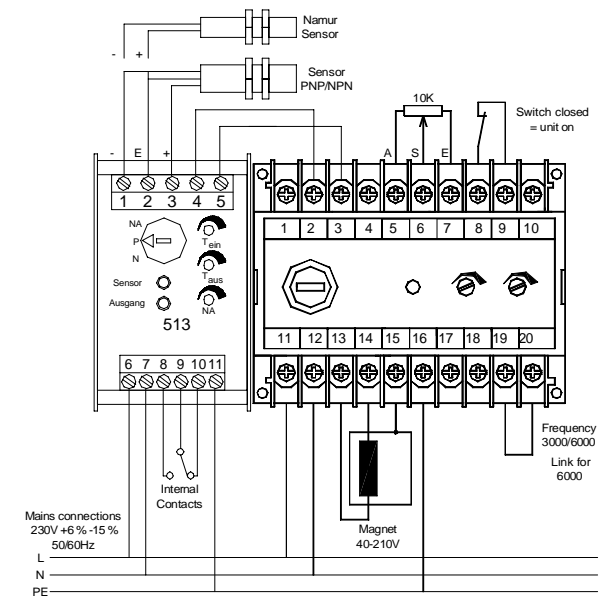 Namur
Sensor
- +
Sensor
PNP/NPN
10K
Switch closed
= unit on
- E +
A S E
1 2 3 4 5
1 2 3 4 5 6 7 8 9 10
NA
P
N
Tein
Taus
NA
Sensor
Ausgang
513
11 12 13 14 15 16 17 18 19 20
6 7 8 9 10 11
Frequency
3000/6000
Link for
6000
Internal
Contacts
Magnet
40-210V
Mains connections
230V +6 % -15 %
50/60Hz
L
N
PE